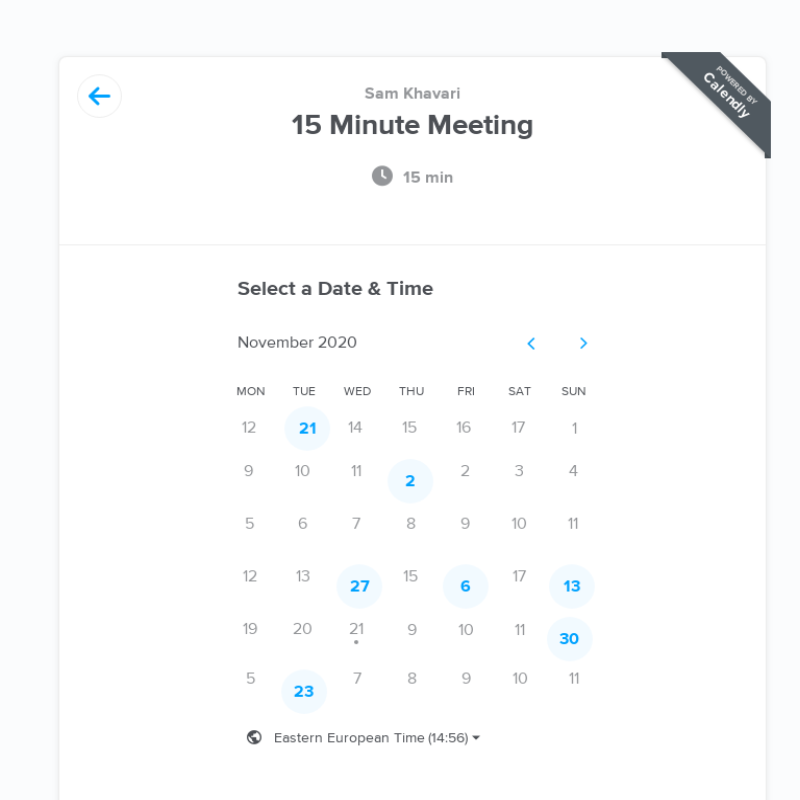 POWERED BY
Calendly
Sam Khavari
15 Minute Meeting
15 min
Select a Date & Time
November 2020
MON TUE WED THU FRI SAT SUN
12 21 14 15 16 17 1
9 10 11 2 2 3 4
5 6 7 8 9 10 11
12 13 27 15 6 17 13
19 20 21 9 10 11 30
5 23 7 8 9 10 11
Eastern European Time (14:56)